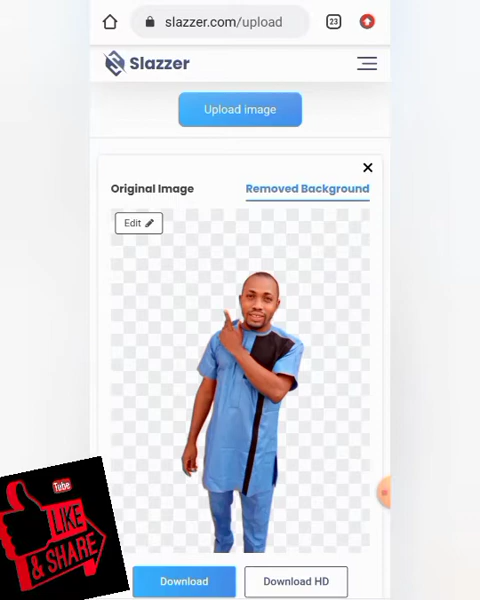 slazzer.com/upload
23
Slazzer
Upload image
Original Image
Removed Background
Edit
Download
Download HD
Tube
LIKE
& SHARE